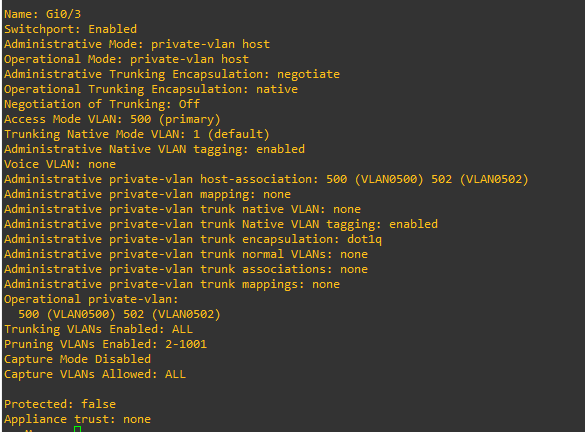 Name: Gi0/3
Switchport: Enabled
Administrative Mode: private-vlan host
Operational Mode: private-vlan host
Administrative Trunking Encapsulation: negotiate
Operational Trunking Encapsulation: native
Negotiation of Trunking: Off
Access Mode VLAN: 500 (primary)
Trunking Native Mode VLAN: 1 (default)
Administrative Native VLAN tagging: enabled
Voice VLAN: none
Administrative private-vlan host-association: 500 (VLAN0500) 502 (VLAN0502)
Administrative private-vlan mapping: none
Administrative private-vlan trunk native VLAN: none
Administrative private-vlan trunk Native VLAN tagging: enabled
Administrative private-vlan trunk encapsulation: dot1q
Administrative private-vlan trunk normal VLANs: none
Administrative private-vlan trunk associations: none
Administrative private-vlan trunk mappings: none
Operational private-vlan:
  500 (VLAN0500) 502 (VLAN0502)
Trunking VLANs Enabled: ALL
Pruning VLANs Enabled: 2-1001
Capture Mode Disabled
Capture VLANs Allowed: ALL

Protected: false
Appliance trust: none